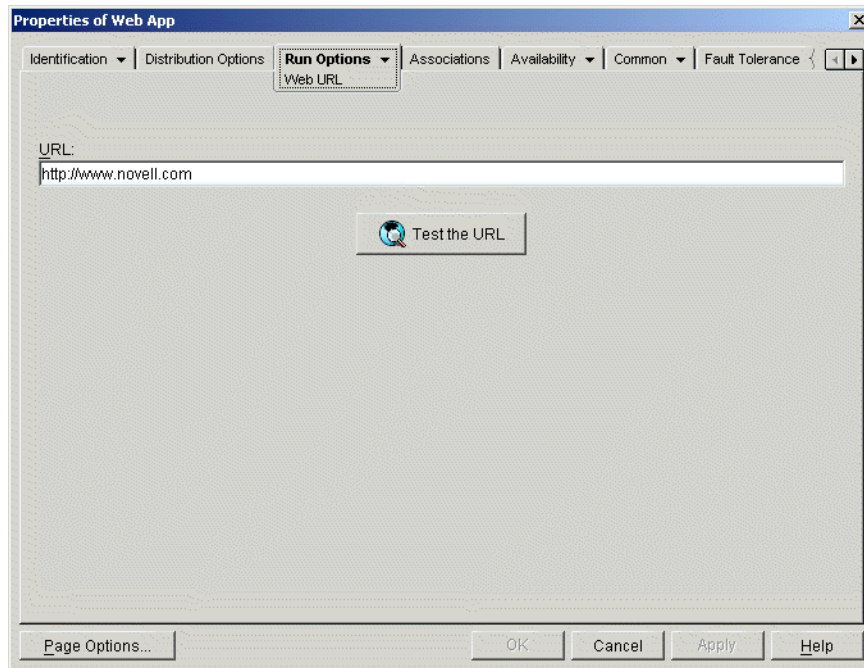 Properties of Web App
Identification Distribution Options Run Options Associations Availability Common Fault Tolerance
Web URL
URL:
http://www.novell.com
Test the URL
Page Options... OK Cancel Apply Help